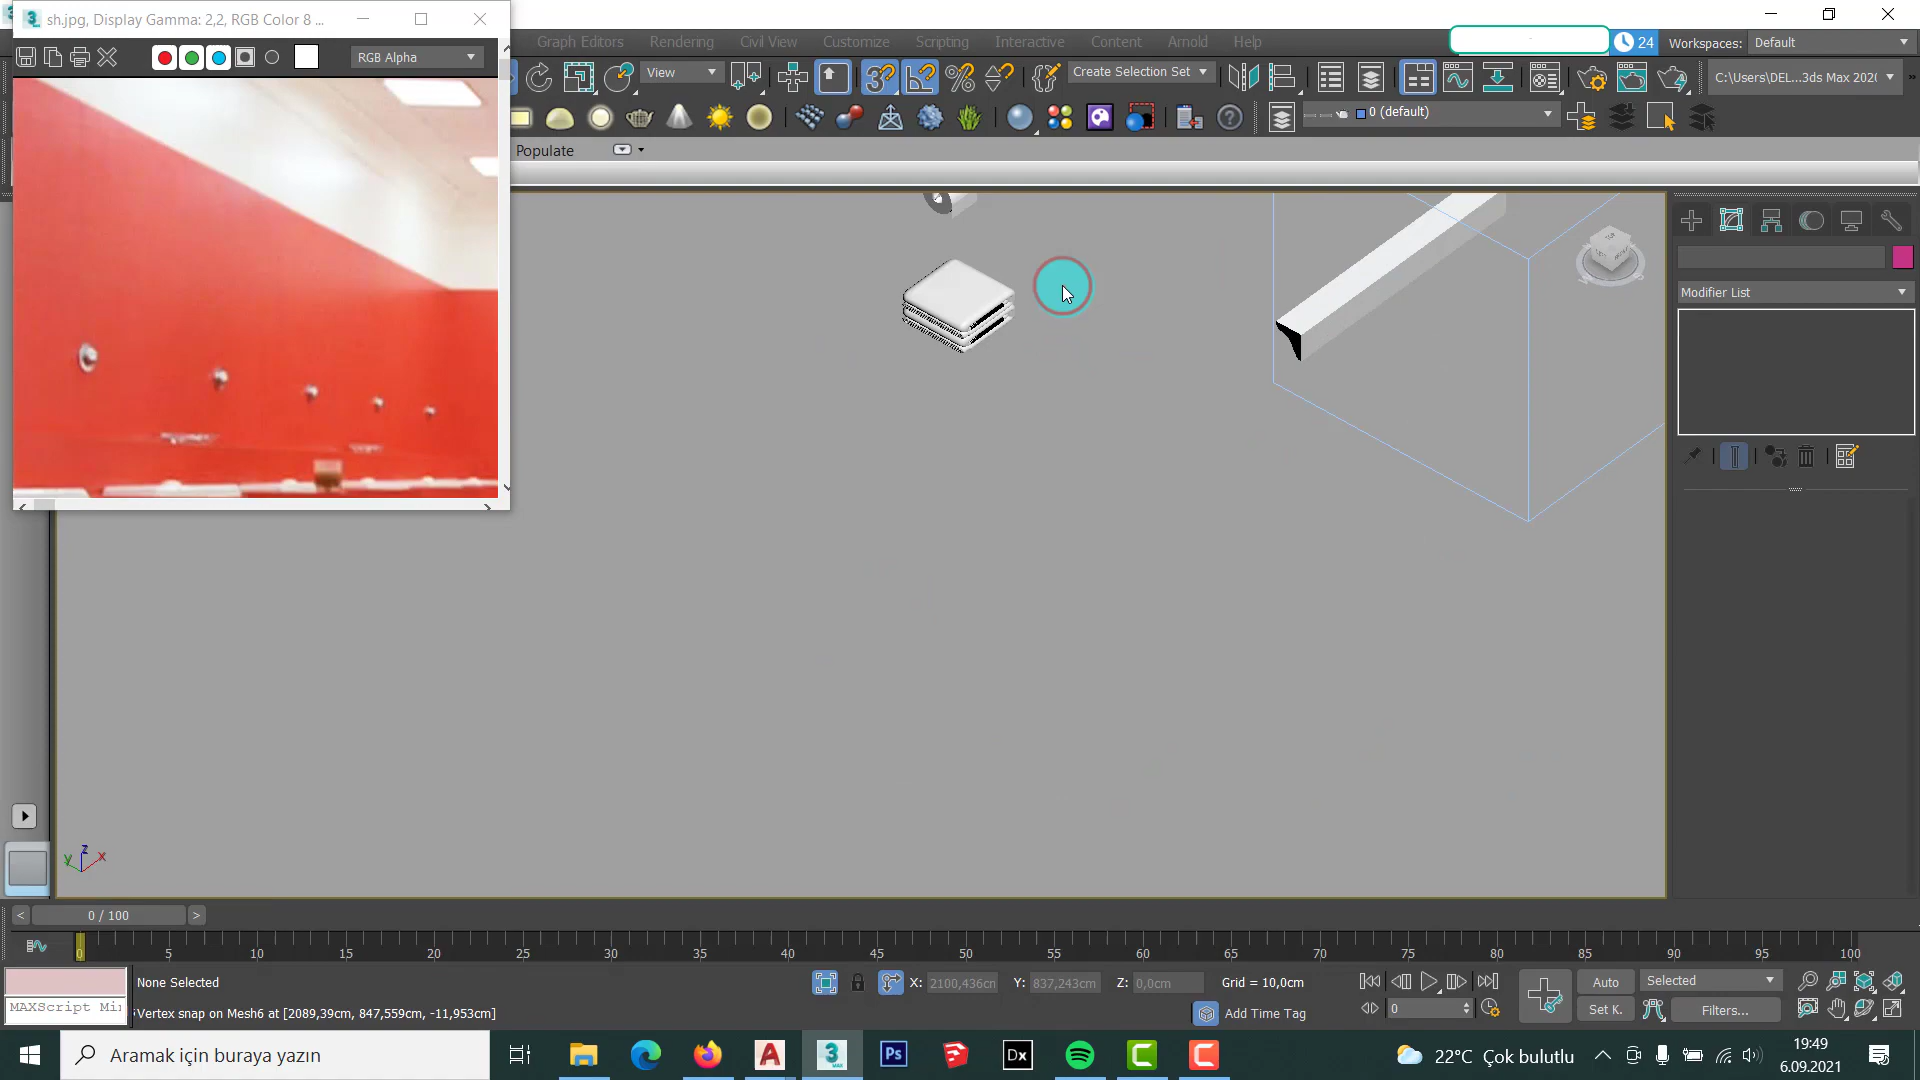 sh.jpg, Display Gamma: 2,2, RGB Color 8 ...
RGB Alpha
Graph Editors
Rendering
Civil View
Customize
Scripting
Interactive
Content
Arnold
Help
24
Workspaces:
Default
View
Create Selection Set
C:\Users\DEL...3ds Max 202
0 (default)
Populate
Modifier List
0 / 100
0
5
10
15
20
25
30
35
40
45
50
55
60
65
70
75
80
85
90
95
100
None Selected
X:
2100,436cm
Y:
837,243cm
Z:
0,0cm
Grid = 10,0cm
Auto
Selected
MAXScript Mi
Vertex snap on Mesh6 at [2089,39cm, 847,559cm, -11,953cm]
Add Time Tag
0
Set K.
Filters...
Aramak için buraya yazın
Ps
Dx
22°C Çok bulutlu
19:49
6.09.2021